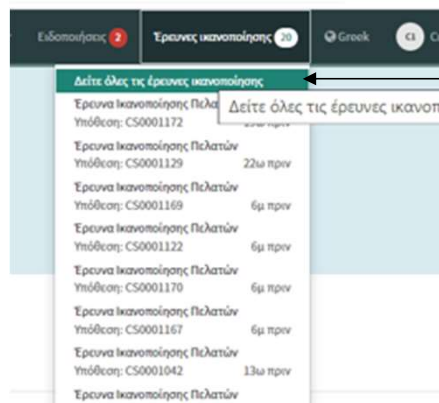 Ειδοποιήσεις 2 Έρευνες ικανοποίησης 20 Greek C1
Δείτε όλες τις έρευνες ικανοποίησης
Έρευνα Ικανοποίησης
Δείτε όλες τις έρευνες
Υπόθεση: CS0001172 πριν
Έρευνα Ικανοποίησης Πελατών
Υπόθεση: CS0001129 22ω πριν
Έρευνα Ικανοποίησης Πελατών
Υπόθεση: CS0001169 6μ πριν
Έρευνα Ικανοποίησης Πελατών
Υπόθεση: CS0001122 6μ πριν
Έρευνα Ικανοποίησης Πελατών
Υπόθεση: CS0001170 6μ πριν
Έρευνα Ικανοποίησης Πελατών
Υπόθεση: CS0001167 6μ πριν
Έρευνα Ικανοποίησης Πελατών
Υπόθεση: CS0001042 13ω πριν
Έρευνα Ικανοποίησης Πελατών